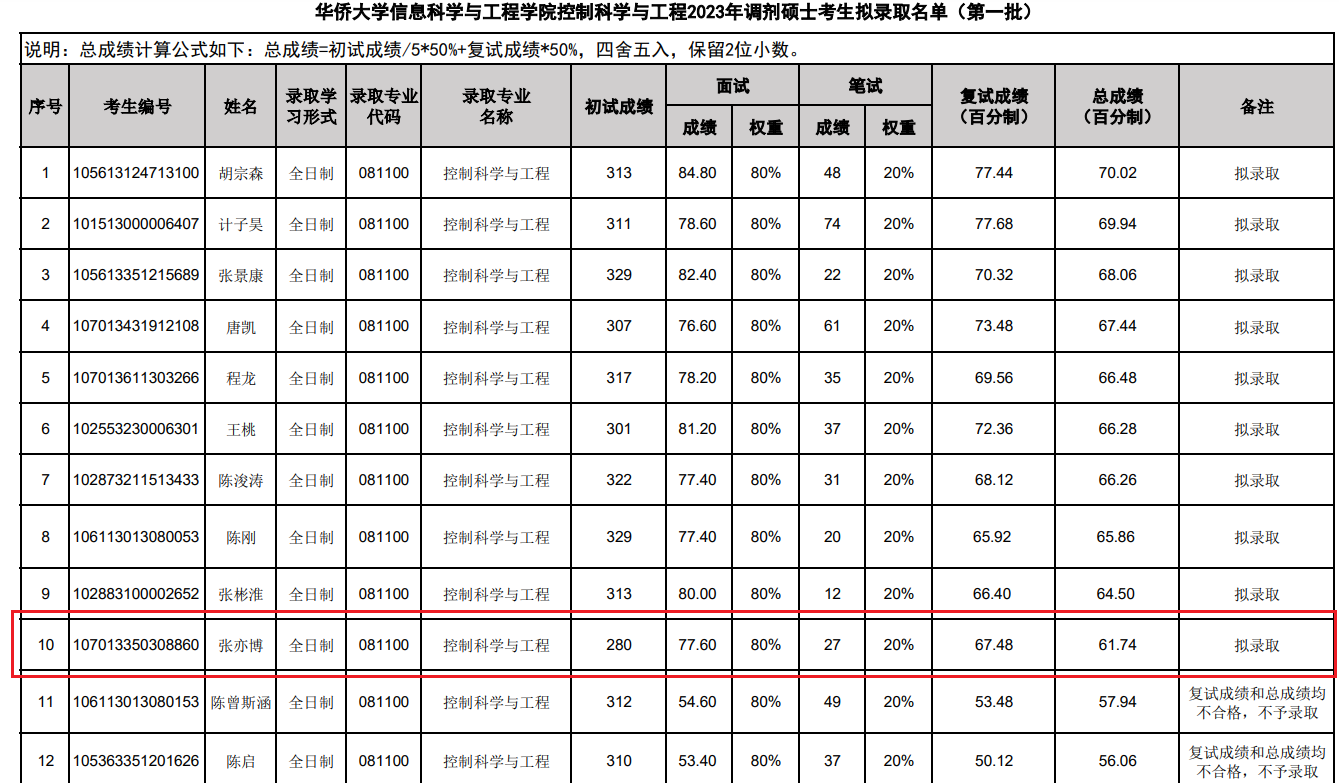 华侨大学信息科学与工程学院控制科学与工程2023年调剂硕士考生拟录取名单（第一批）
说明：总成绩计算公式如下：总成绩=初试成绩/5*50%+复试成绩*50%，四舍五入，保留2位小数。
序号 考生编号 姓名 录取学习形式 录取专业代码 录取专业名称 初试成绩 面试 成绩 权重 笔试 成绩 权重 复试成绩（百分制） 总成绩（百分制） 备注
1 105613124713100 胡宗森 全日制 081100 控制科学与工程 313 84.80 80% 48 20% 77.44 70.02 拟录取
2 101513000006407 计子昊 全日制 081100 控制科学与工程 311 78.60 80% 74 20% 77.68 69.94 拟录取
3 105613351215689 张景康 全日制 081100 控制科学与工程 329 82.40 80% 22 20% 70.32 68.06 拟录取
4 107013431912108 唐凯 全日制 081100 控制科学与工程 307 76.60 80% 61 20% 73.48 67.44 拟录取
5 107013611303266 程龙 全日制 081100 控制科学与工程 317 78.20 80% 35 20% 69.56 66.48 拟录取
6 102553230006301 王桃 全日制 081100 控制科学与工程 301 81.20 80% 37 20% 72.36 66.28 拟录取
7 102873211513433 陈浚涛 全日制 081100 控制科学与工程 322 77.40 80% 31 20% 68.12 66.26 拟录取
8 106113013080053 陈刚 全日制 081100 控制科学与工程 329 77.40 80% 20 20% 65.92 65.86 拟录取
9 102883100002652 张彬淮 全日制 081100 控制科学与工程 313 80.00 80% 12 20% 66.40 64.50 拟录取
10 107013350308860 张亦博 全日制 081100 控制科学与工程 280 77.60 80% 27 20% 67.48 61.74 拟录取
11 106113013080153 陈曾斯涵 全日制 081100 控制科学与工程 312 54.60 80% 49 20% 53.48 57.94 复试成绩和总成绩均不合格，不予录取
12 105363351201626 陈启 全日制 081100 控制科学与工程 310 53.40 80% 37 20% 50.12 56.06 复试成绩和总成绩均不合格，不予录取